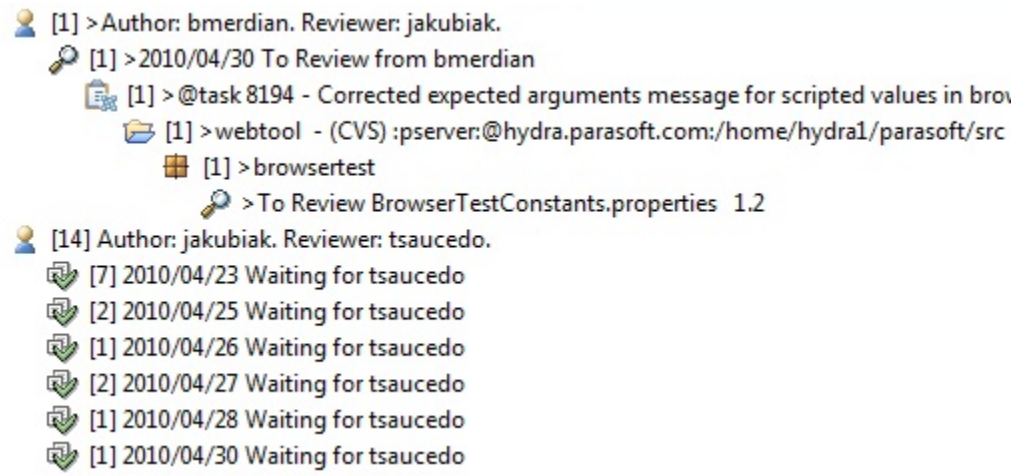 [1] >Author: bmerdian. Reviewer: jakubiak.
[1] >2010/04/30 To Review from bmerdian
[1] >@task 8194 - Corrected expected arguments message for scripted values in brow
[1] >webtool - (CVS) :pserver:@hydra.parasoft.com:/home/hydra1/parasoft/src
[1] >browsertest
>To Review BrowserTestConstants.properties 1.2
[14] Author: jakubiak. Reviewer: tsaucedo.
[7] 2010/04/23 Waiting for tsaucedo
[2] 2010/04/25 Waiting for tsaucedo
[1] 2010/04/26 Waiting for tsaucedo
[2] 2010/04/27 Waiting for tsaucedo
[1] 2010/04/28 Waiting for tsaucedo
[1] 2010/04/30 Waiting for tsaucedo